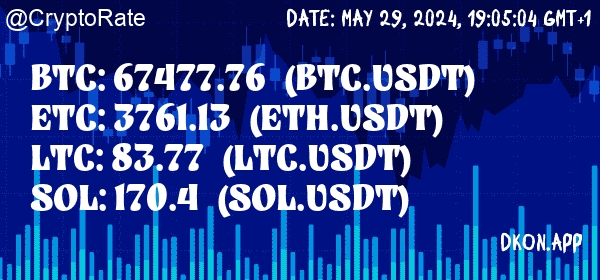 @CryptoRate
DATE: MAY 29, 2024, 19:05:04 GMT+1
BTC: 67477.76 (BTC.USDT)
ETC: 3761.13 (ETH.USDT)
LTC: 83.77 (LTC.USDT)
SOL: 170.4 (SOL.USDT)
DKON.APP